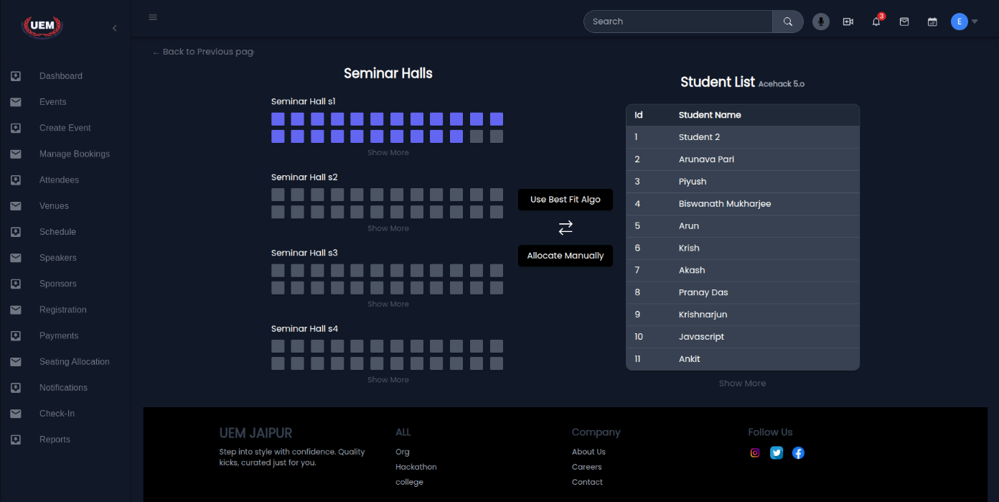 UEM
Search
3
E
← Back to Previous pag
Dashboard
Events
Create Event
Manage Bookings
Attendees
Venues
Schedule
Speakers
Sponsors
Registration
Payments
Seating Allocation
Notifications
Check-In
Reports
Seminar Halls
Seminar Hall s1
Show More
Seminar Hall s2
Show More
Seminar Hall s3
Show More
Seminar Hall s4
Show More
Use Best Fit Algo
Allocate Manually
Student List Acehack 5.o
Id Student Name
1 Student 2
2 Arunava Pari
3 Piyush
4 Biswanath Mukharjee
5 Arun
6 Krish
7 Akash
8 Pranay Das
9 Krishnarjun
10 Javascript
11 Ankit
Show More
UEM JAIPUR
Step into style with confidence. Quality
kicks, curated just for you.
ALL
Org
Hackathon
college
Company
About Us
Careers
Contact
Follow Us